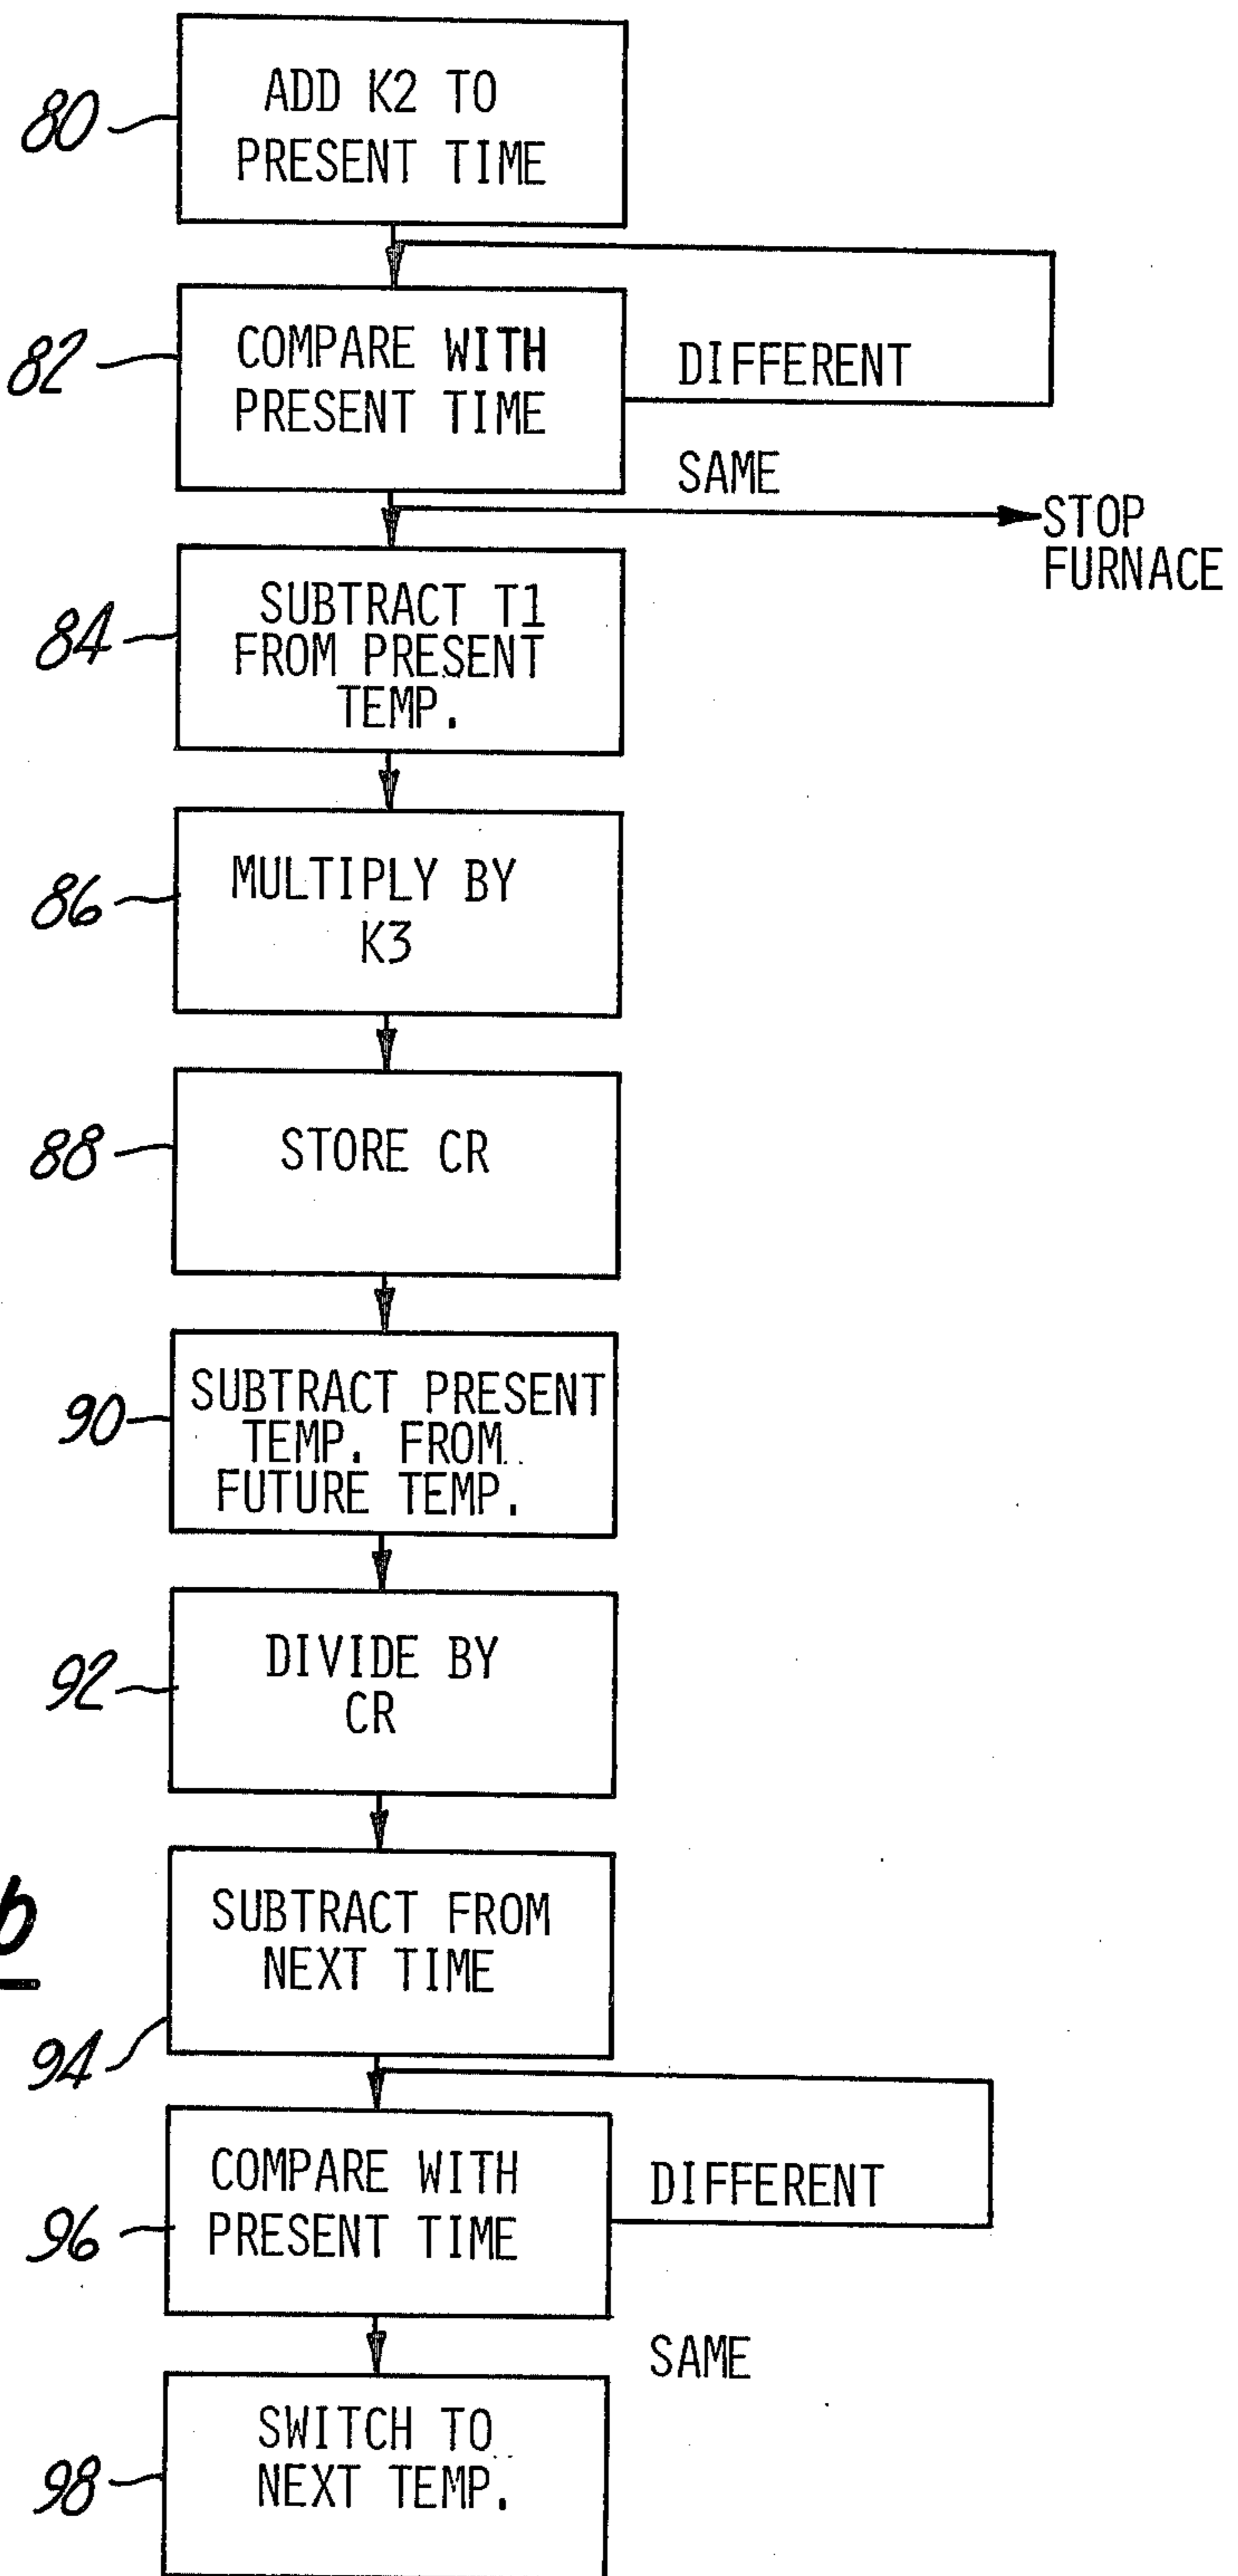 80
ADD K2 TO
PRESENT TIME
82
COMPARE WITH
PRESENT TIME
DIFFERENT
SAME
STOP
FURNACE
84
SUBTRACT T1
FROM PRESENT
TEMP.
86
MULTIPLY BY
K3
88
STORE CR
90
SUBTRACT PRESENT
TEMP. FROM
FUTURE TEMP.
92
DIVIDE BY
CR
b
94
SUBTRACT FROM
NEXT TIME
96
COMPARE WITH
PRESENT TIME
DIFFERENT
SAME
98
SWITCH TO
NEXT TEMP.